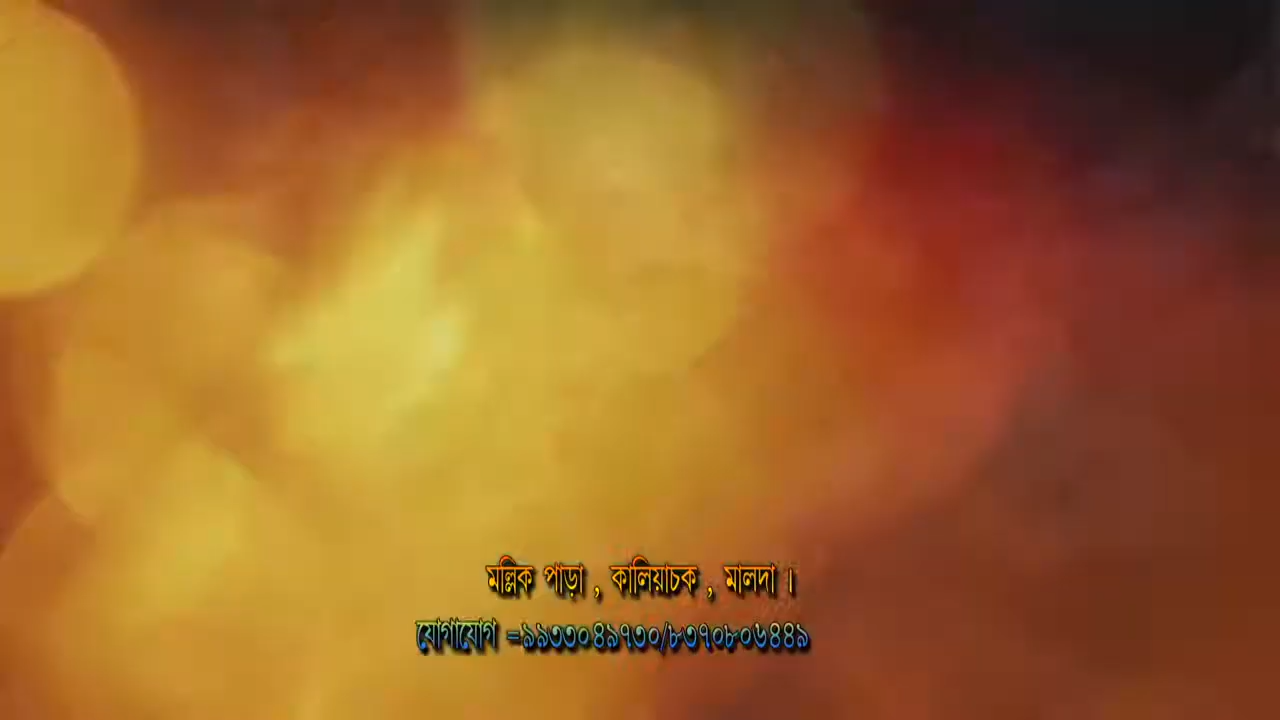 মল্লিক পাড়া , কালিয়াচক , মালদা ।
যোগাযোগ =৯৯৩৩০৪৯৭৩০/৮৩৭০৮০৬৪৪৯